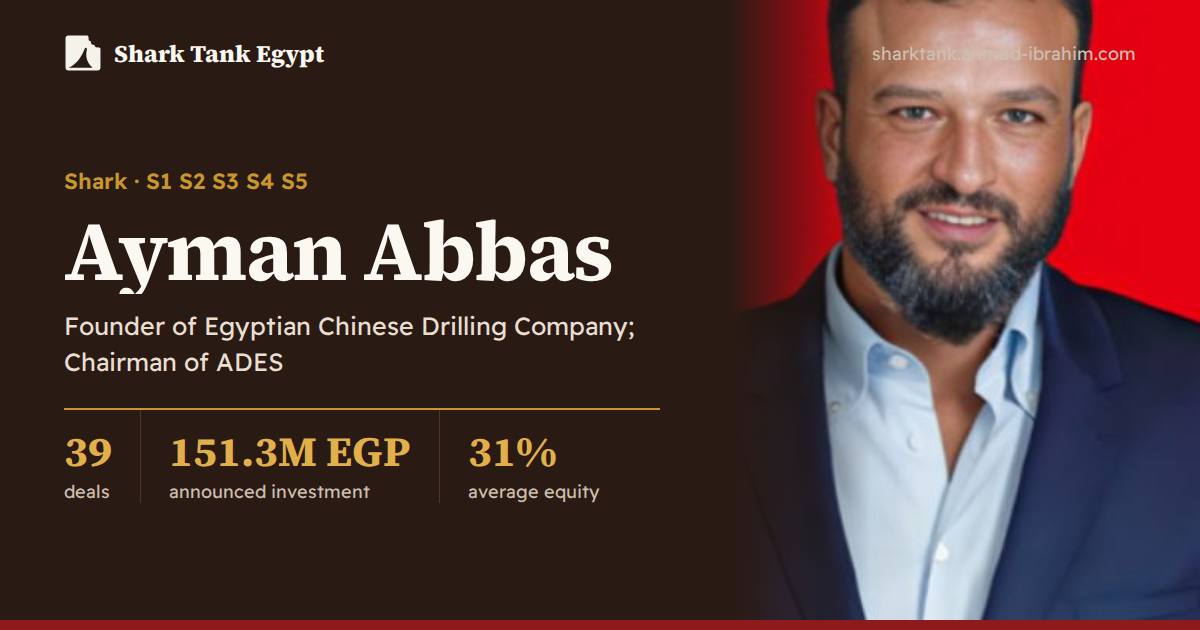 Shark Tank Egypt
sharktank.ahmad-ibrahim.com
Shark · S1 S2 S3 S4 S5
Ayman Abbas
Founder of Egyptian Chinese Drilling Company;
Chairman of ADES
39
deals
151.3M EGP
announced investment
31%
average equity